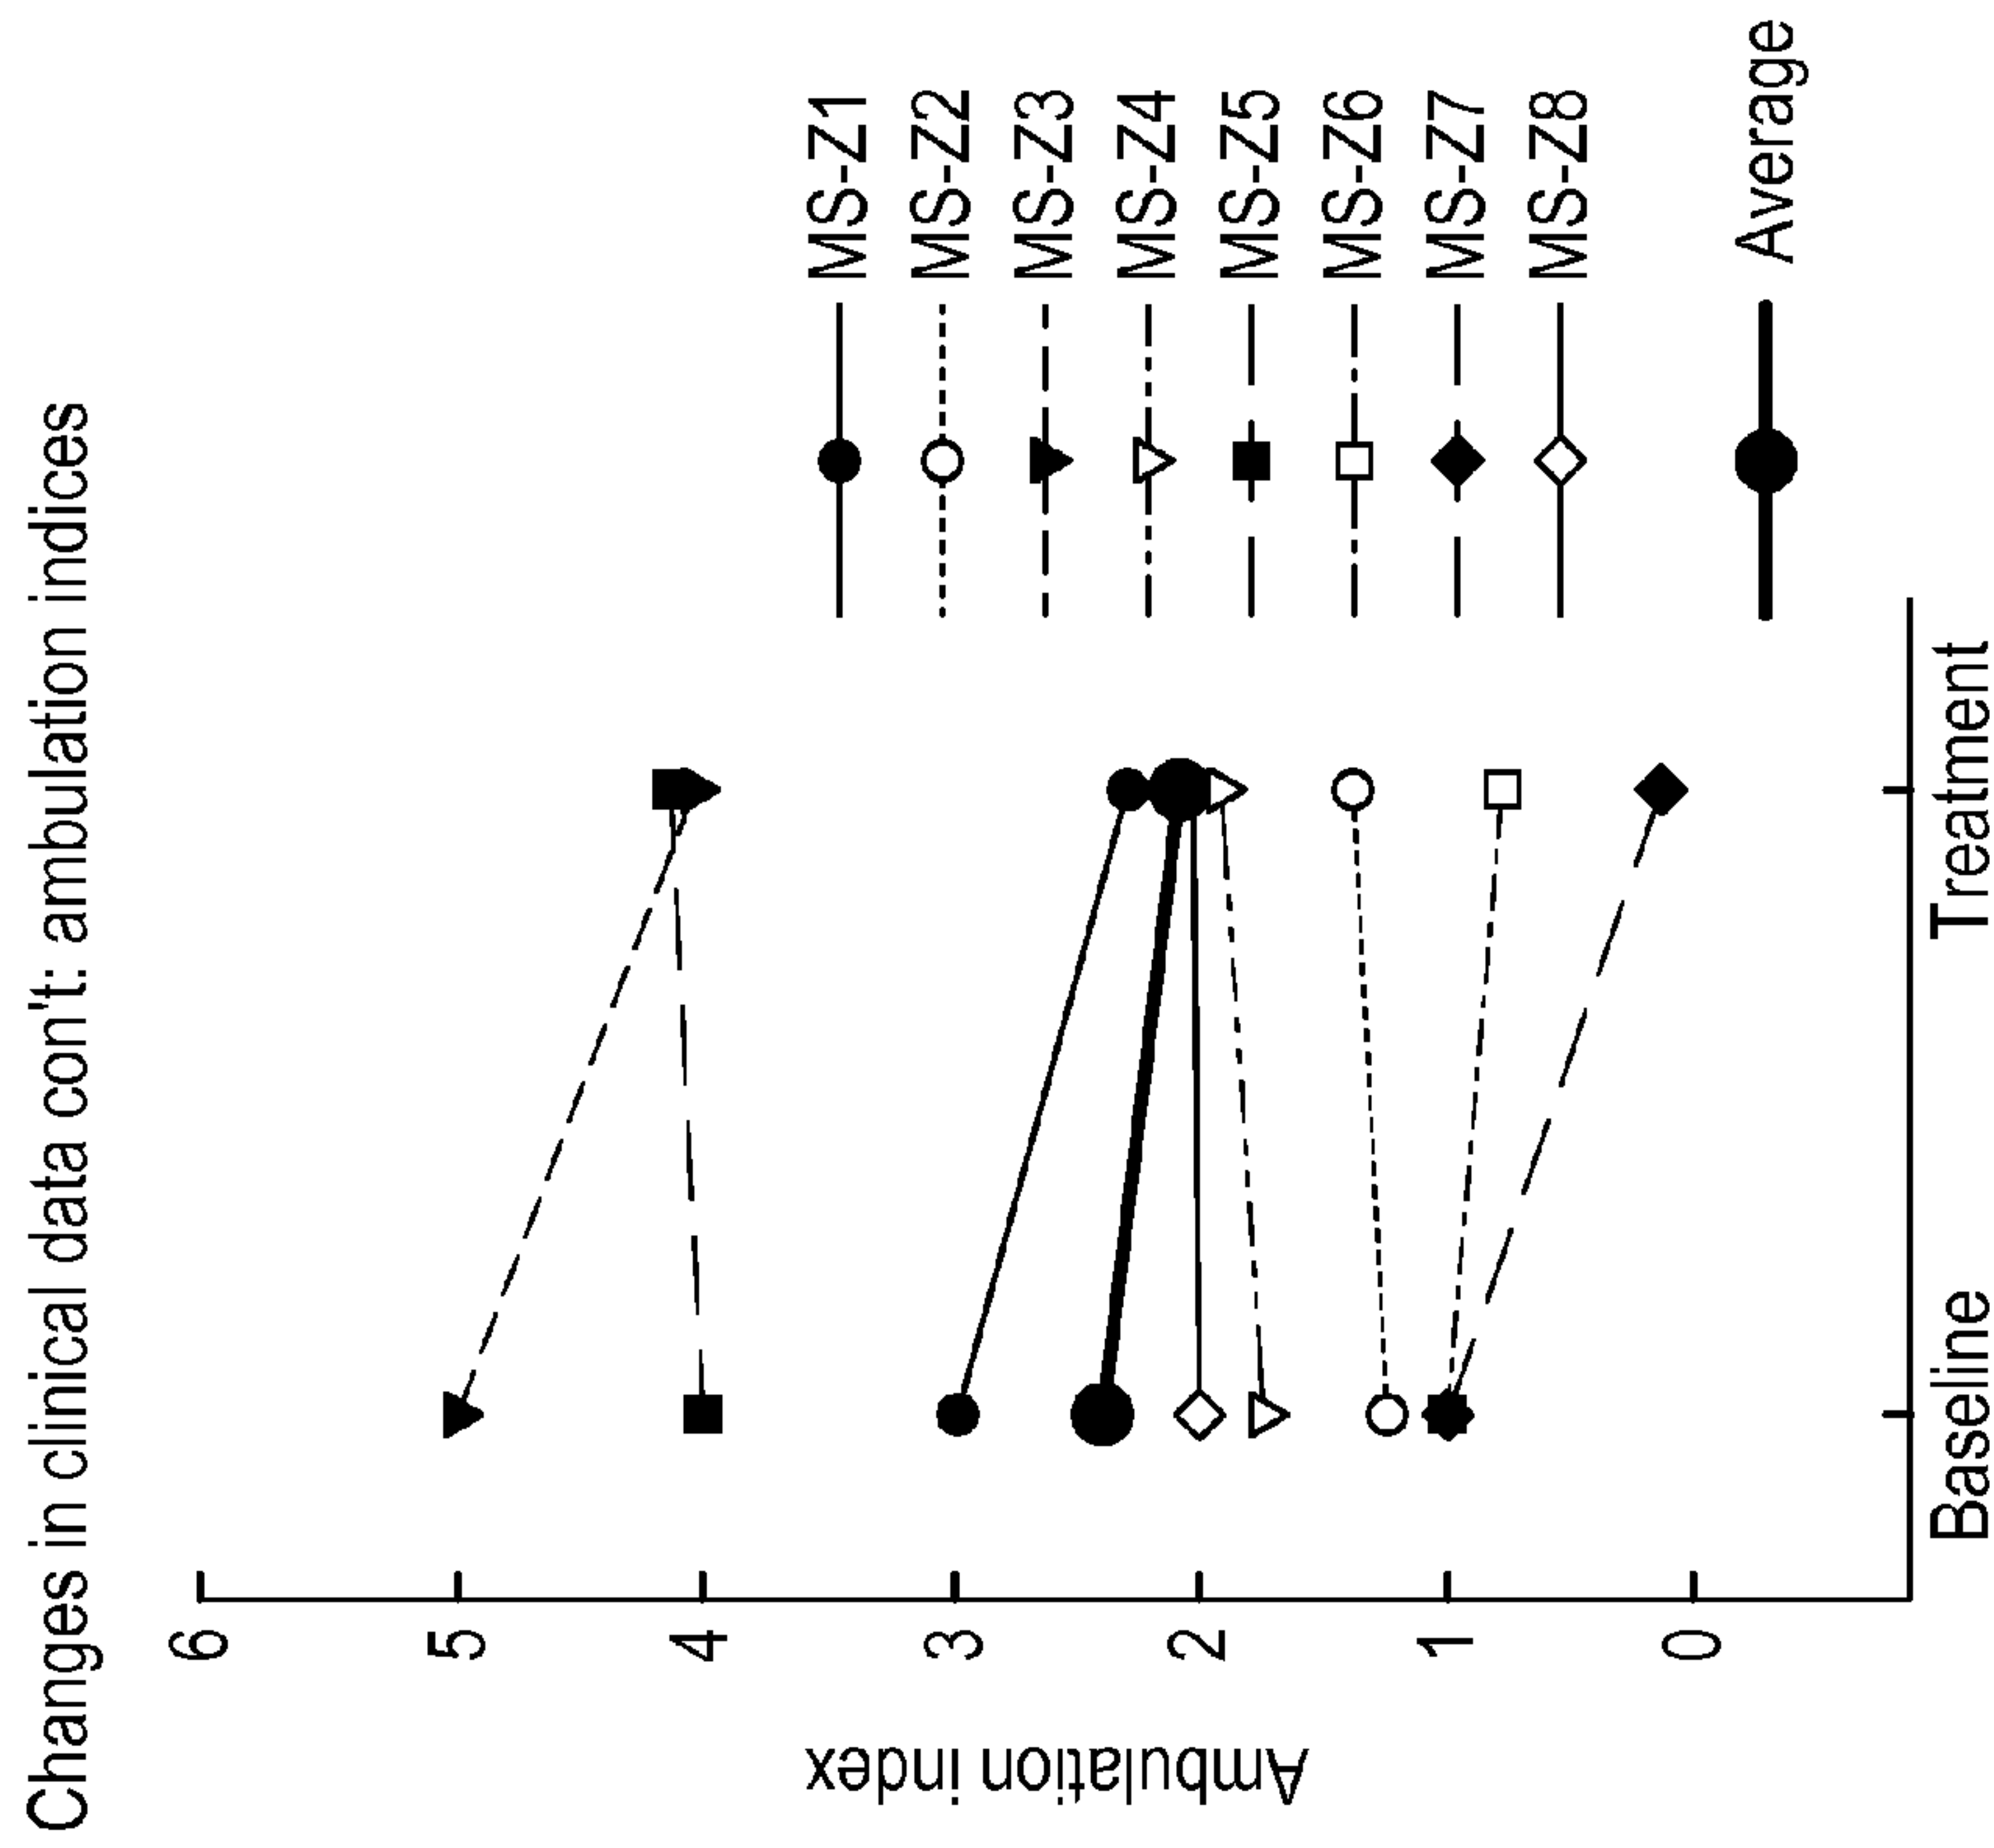 Changes in clinical data con't: ambulation indices
Ambulation index
6
5
4
3
2
1
0
Baseline
Treatment
MS-Z1
MS-Z2
MS-Z3
MS-Z4
MS-Z5
MS-Z6
MS-Z7
MS-Z8
Average